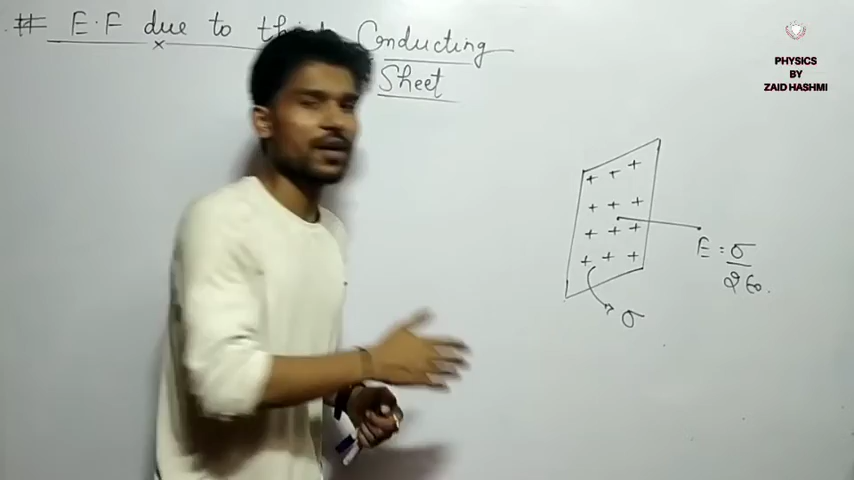 # E.F due to Conducting
Sheet
PHYSICS
BY
ZAID HASHMI
+ + +
+ + +
+ + +
+ + +
E = σ
2ε₀.
σ